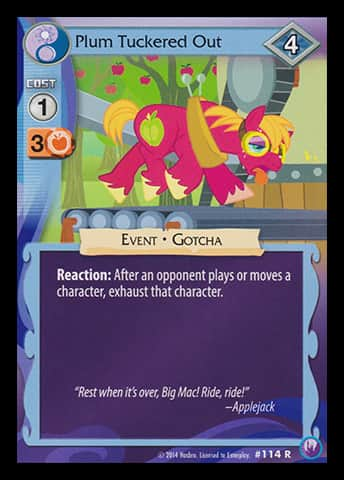 Plum Tuckered Out
4
COST
1
3
EVENT • GOTCHA
Reaction: After an opponent plays or moves a
character, exhaust that character.
"Rest when it's over, Big Mac! Ride, ride!"
–Applejack
© 2014 Hasbro. Licensed to Enterplay. #114 R